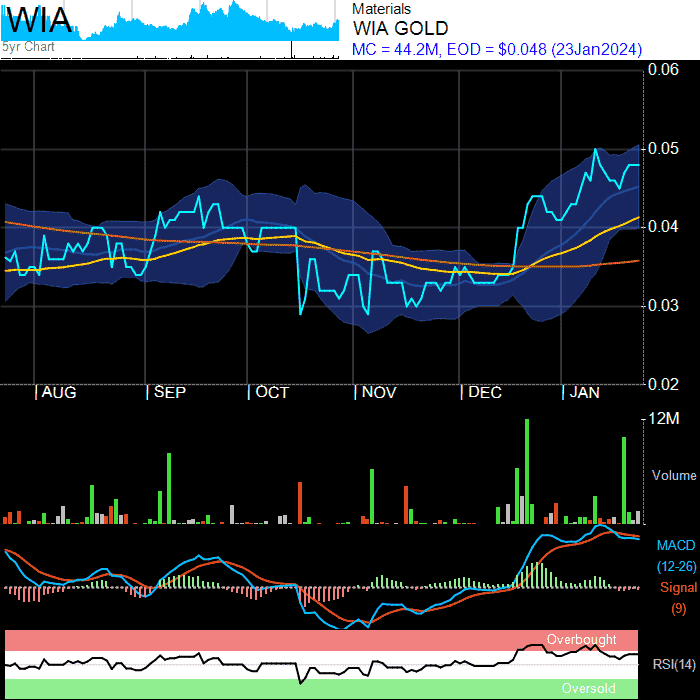 WIA
5yr Chart
Materials
WIA GOLD
MC = 44.2M, EOD = $0.048 (23Jan2024)
0.06
0.05
0.04
0.03
0.02
AUG SEP OCT NOV DEC JAN
12M
Volume
MACD
(12-26)
Signal
(9)
Overbought
RSI(14)
Oversold